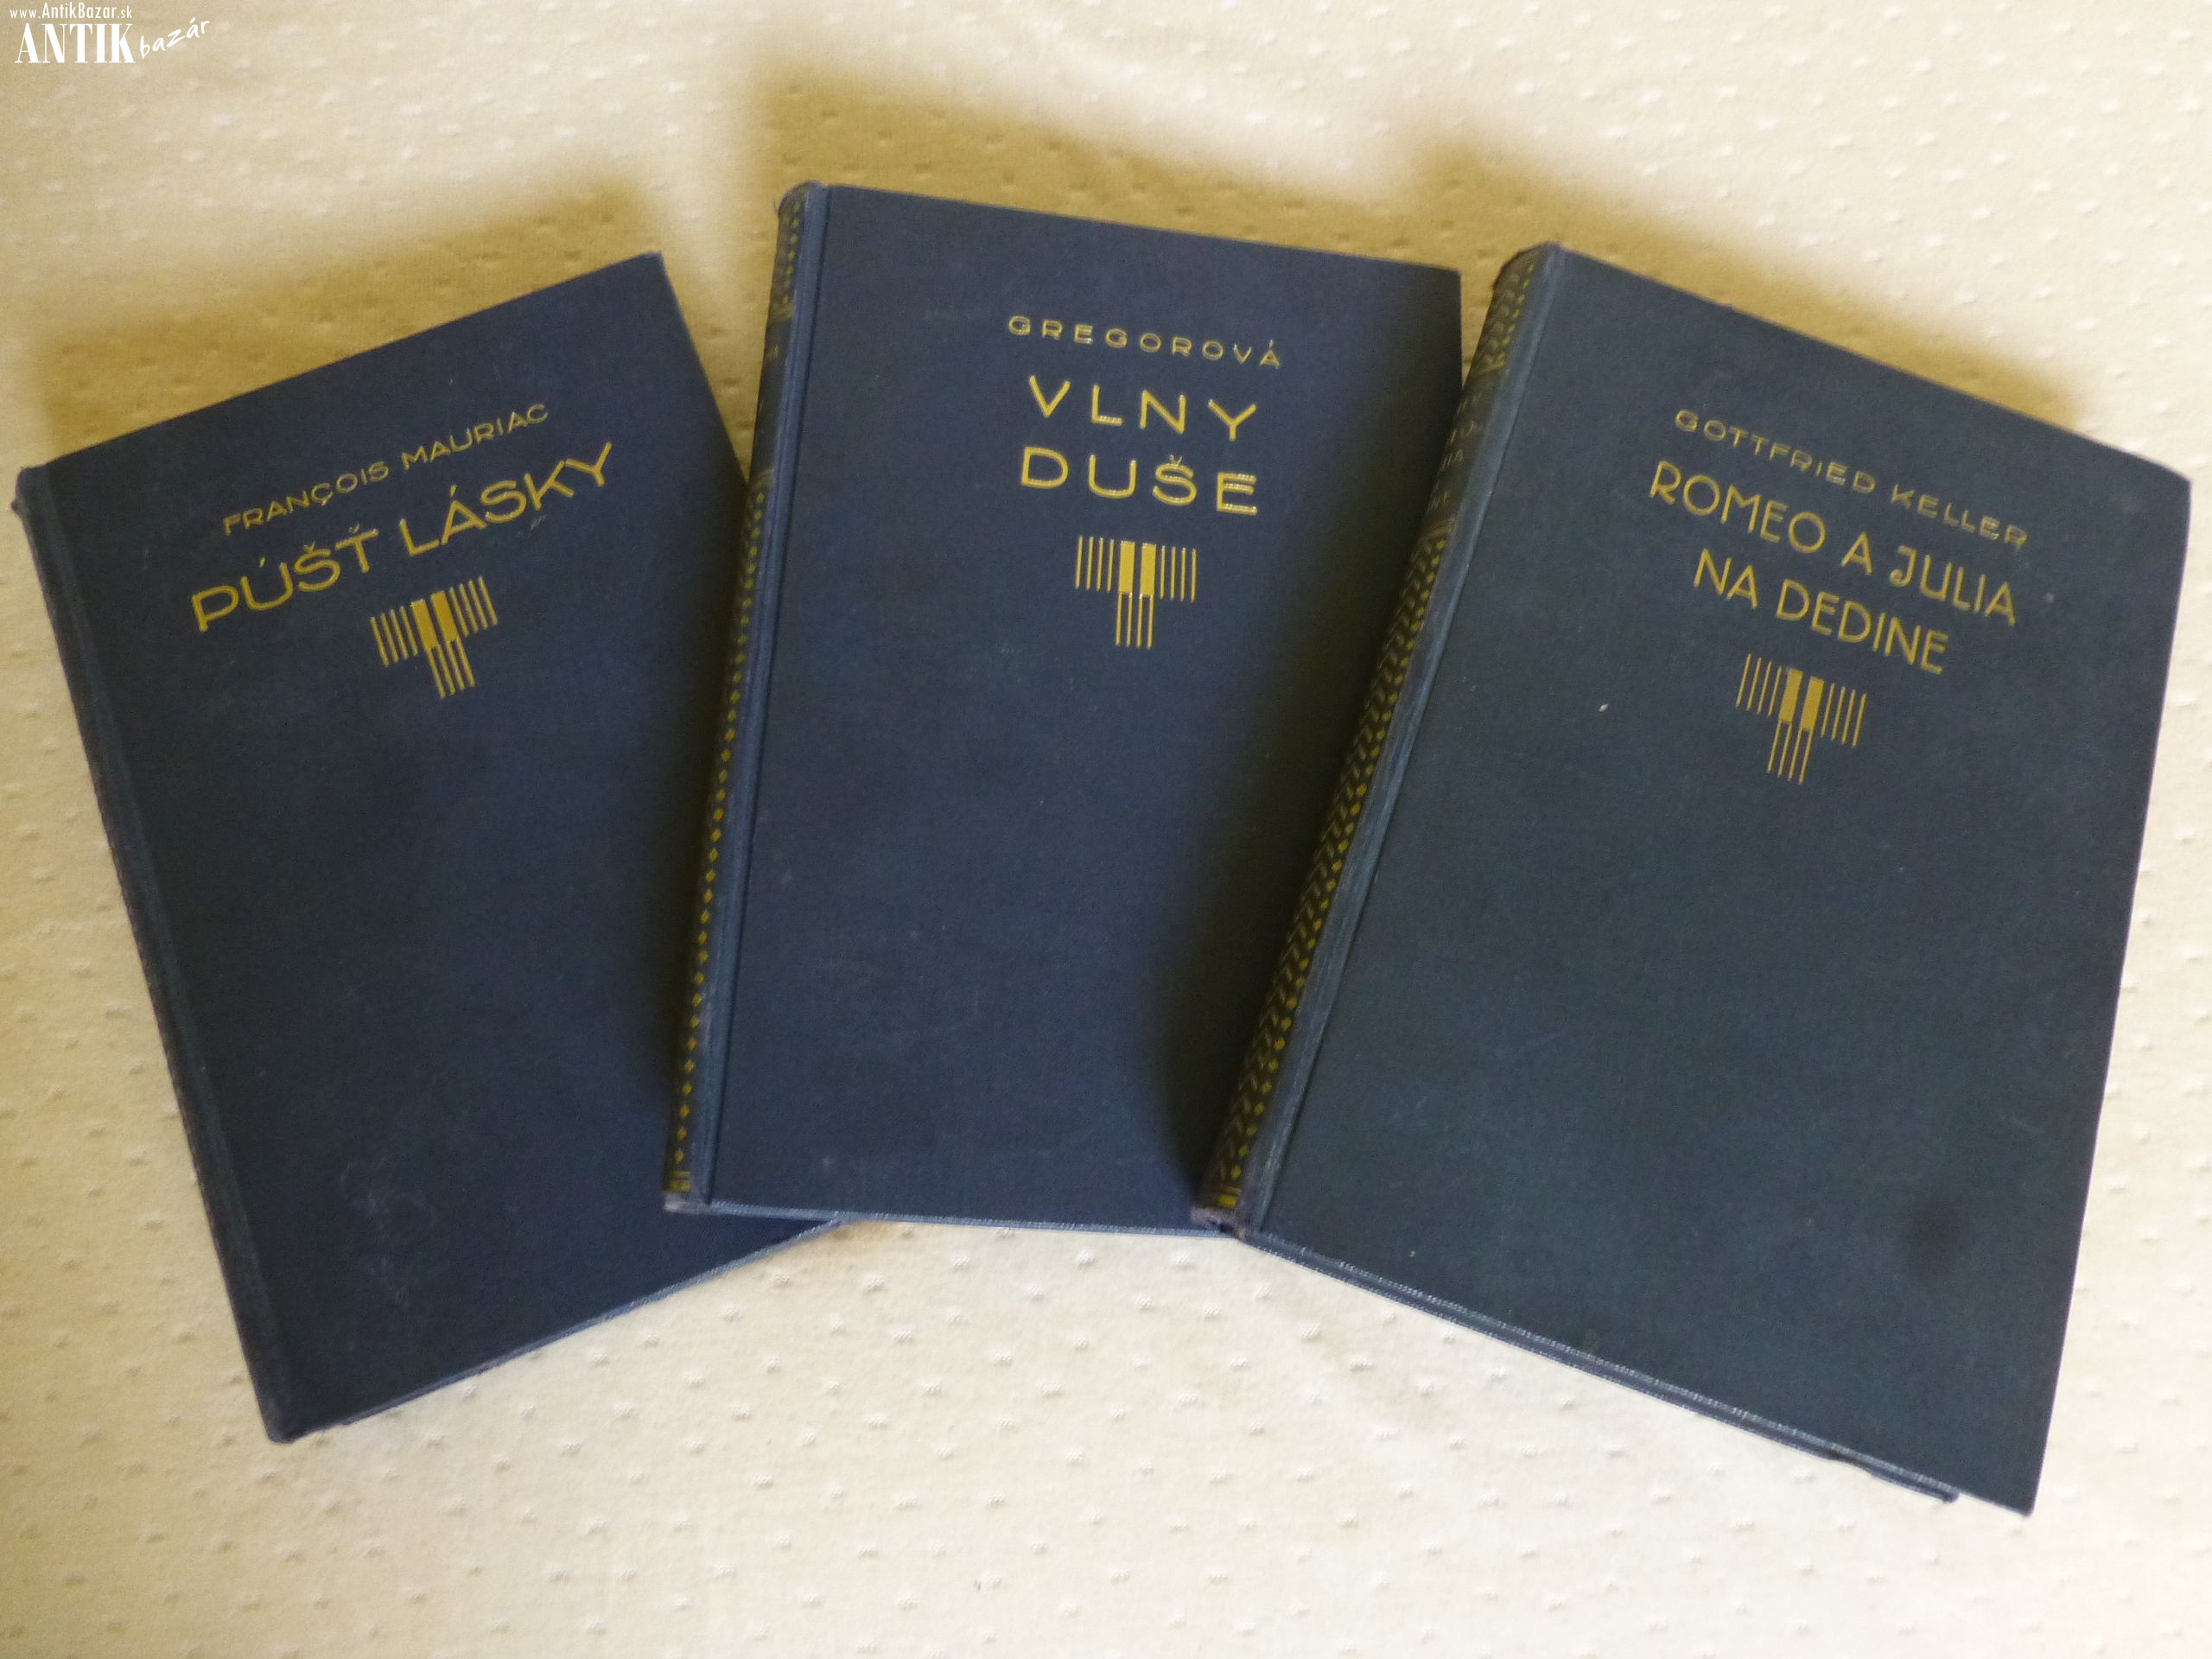 www.AntikBazar.sk
ANTIK bazár
FRANÇOIS MAURIAC
PÚŠŤ LÁSKY
GREGOROVÁ
VLNY
DUŠE
GOTTFRIED KELLER
ROMEO A JULIA
NA DEDINE